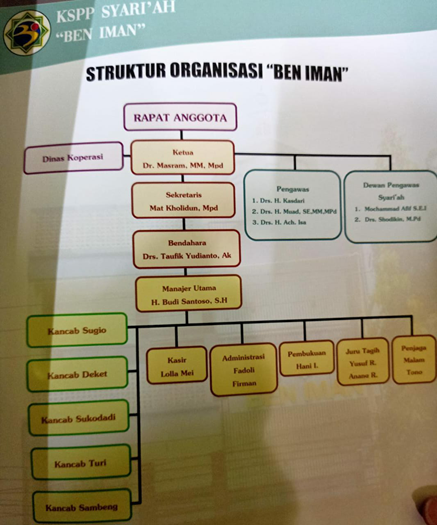 KSPP SYARI'AH
"BEN IMAN"
STRUKTUR ORGANISASI "BEN IMAN"
RAPAT ANGGOTA
Dinas Koperasi
Ketua
Dr. Masram, MM, Mpd
Pengawas
1. Drs. H. Kasdari
2. Drs. H. Muad, SE,MM,MPd
3. Drs. H. Ach. Isa
Dewan Pengawas
Syari'ah
1. Mochammad Afif S.E.I
2. Drs. Shodikin, M.Pd
Sekretaris
Mat Kholidun, Mpd
Bendahara
Drs. Taufik Yudianto, Ak
Manajer Utama
H. Budi Santoso, S.H
Kancab Sugio
Kancab Deket
Kancab Sukodadi
Kancab Turi
Kancab Sambeng
Kasir
Lolla Mei
Administrasi
Fadoli
Firman
Pembukuan
Hani I.
Juru Tagih
Yusuf R.
Anana R.
Penjaga
Malam
Tono